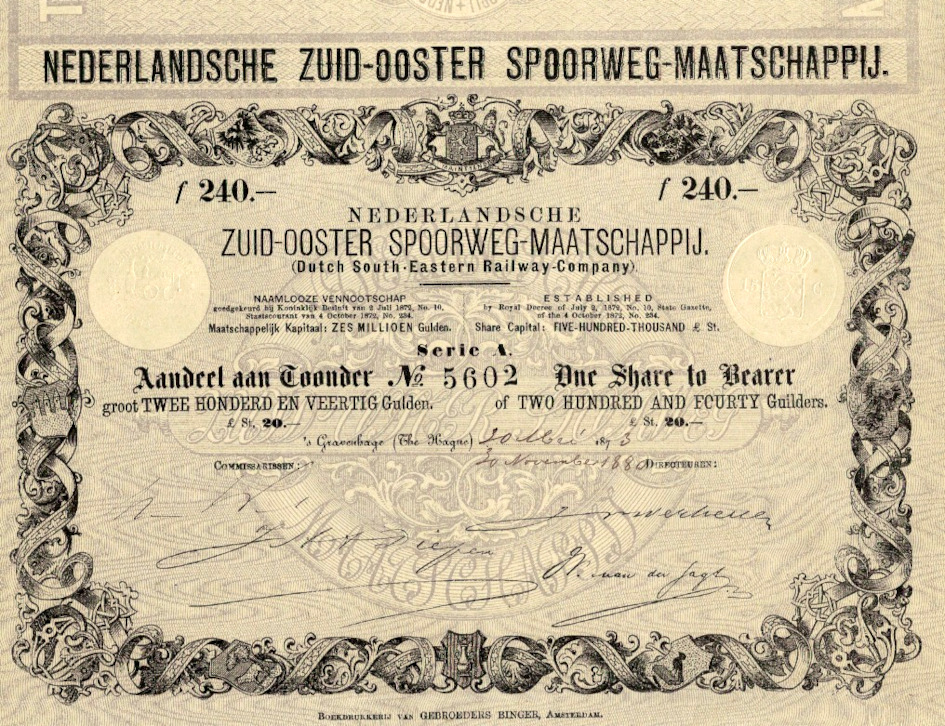 NEDERLANDSCHE ZUID-OOSTER SPOORWEG-MAATSCHAPPIJ.
f 240.— f 240.—
NEDERLANDSCHE
ZUID-OOSTER SPOORWEG-MAATSCHAPPIJ.
(Dutch South-Eastern Railway-Company).
NAAMLOOZE VENNOOTSCHAP
goedgekeurd bij Koninklijk Besluit van 2 Juli 1872, No. 10,
Staatscourant van 4 October 1872, No. 234.
Maatschappelijk Kapitaal: ZES MILLIOEN Gulden.
ESTABLISHED
by Royal Decree of July 2, 1872, No. 10, State Gazette,
of the 4 October 1872, No. 234.
Share Capital: FIVE-HUNDRED-THOUSAND £ St.
Serie A.
Aandeel aan Toonder No 5602 One Share to Bearer
groot TWEE HONDERD EN VEERTIG Gulden. of TWO HUNDRED AND FOURTY Guilders.
£ St. 20.— £ St. 20.—
's Gravenhage (The Hague) 30 1873
30 November 1880
COMMISSARISSEN: DIRECTEUREN:
BOEKDRUKKERIJ VAN GEBROEDERS BINGER, AMSTERDAM.